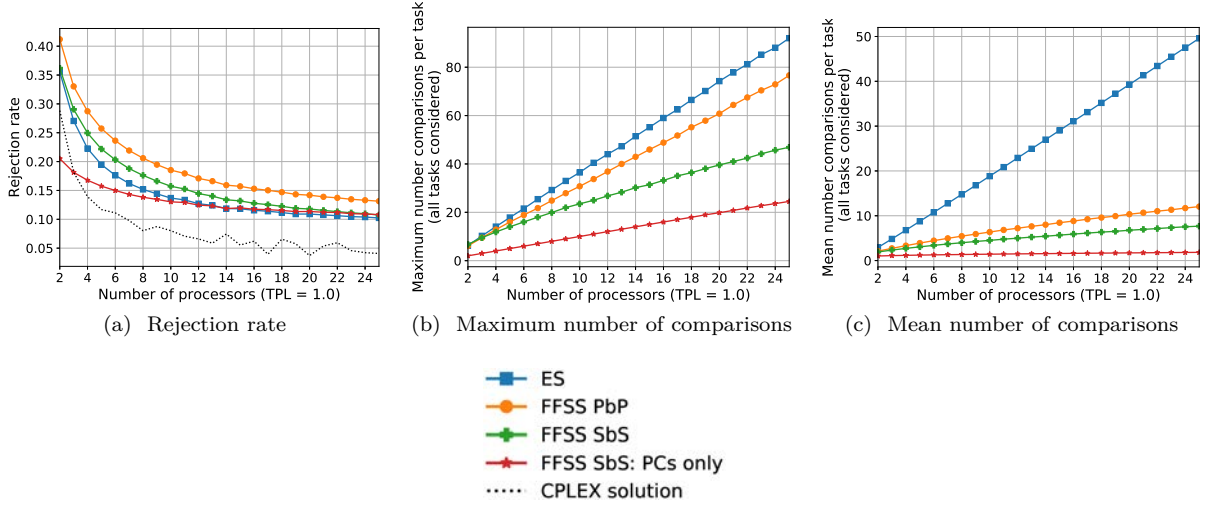 0.40
0.35
0.30
0.25
0.20
0.15
0.10
0.05
Rejection rate
2 4 6 8 10 12 14 16 18 20 22 24
Number of processors (TPL = 1.0)
(a) Rejection rate
80
60
40
20
0
Maximum number comparisons per task
(all tasks considered)
2 4 6 8 10 12 14 16 18 20 22 24
Number of processors (TPL = 1.0)
(b) Maximum number of comparisons
50
40
30
20
10
0
Mean number comparisons per task
(all tasks considered)
2 4 6 8 10 12 14 16 18 20 22 24
Number of processors (TPL = 1.0)
(c) Mean number of comparisons
ES
FFSS PbP
FFSS SbS
FFSS SbS: PCs only
CPLEX solution